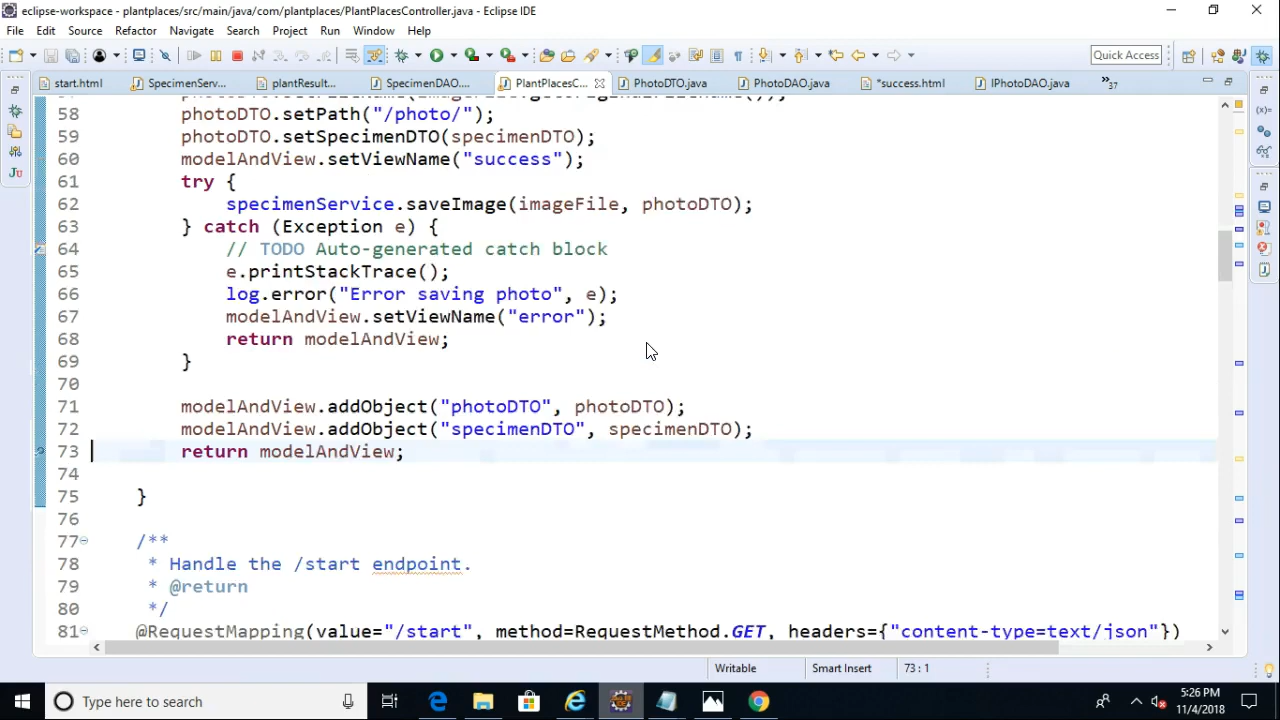 eclipse-workspace - plantplaces/src/main/java/com/plantplaces/PlantPlacesController.java - Eclipse IDE
File Edit Source Refactor Navigate Search Project Run Window Help
Quick Access
start.html SpecimenServ... plantResult... SpecimenDAO.... PlantPlacesC... PhotoDTO.java PhotoDAO.java *success.html IPhotoDAO.java »37
58 photoDTO.setPath("/photo/");
59 photoDTO.setSpecimenDTO(specimenDTO);
60 modelAndView.setViewName("success");
61 try {
62 specimenService.saveImage(imageFile, photoDTO);
63 } catch (Exception e) {
64 // TODO Auto-generated catch block
65 e.printStackTrace();
66 log.error("Error saving photo", e);
67 modelAndView.setViewName("error");
68 return modelAndView;
69 }
70
71 modelAndView.addObject("photoDTO", photoDTO);
72 modelAndView.addObject("specimenDTO", specimenDTO);
73 return modelAndView;
74
75 }
76
77 /**
78 * Handle the /start endpoint.
79 * @return
80 */
81 @RequestMapping(value="/start", method=RequestMethod.GET, headers={"content-type=text/json"})
Writable Smart Insert 73 : 1
Type here to search
5:26 PM
11/4/2018